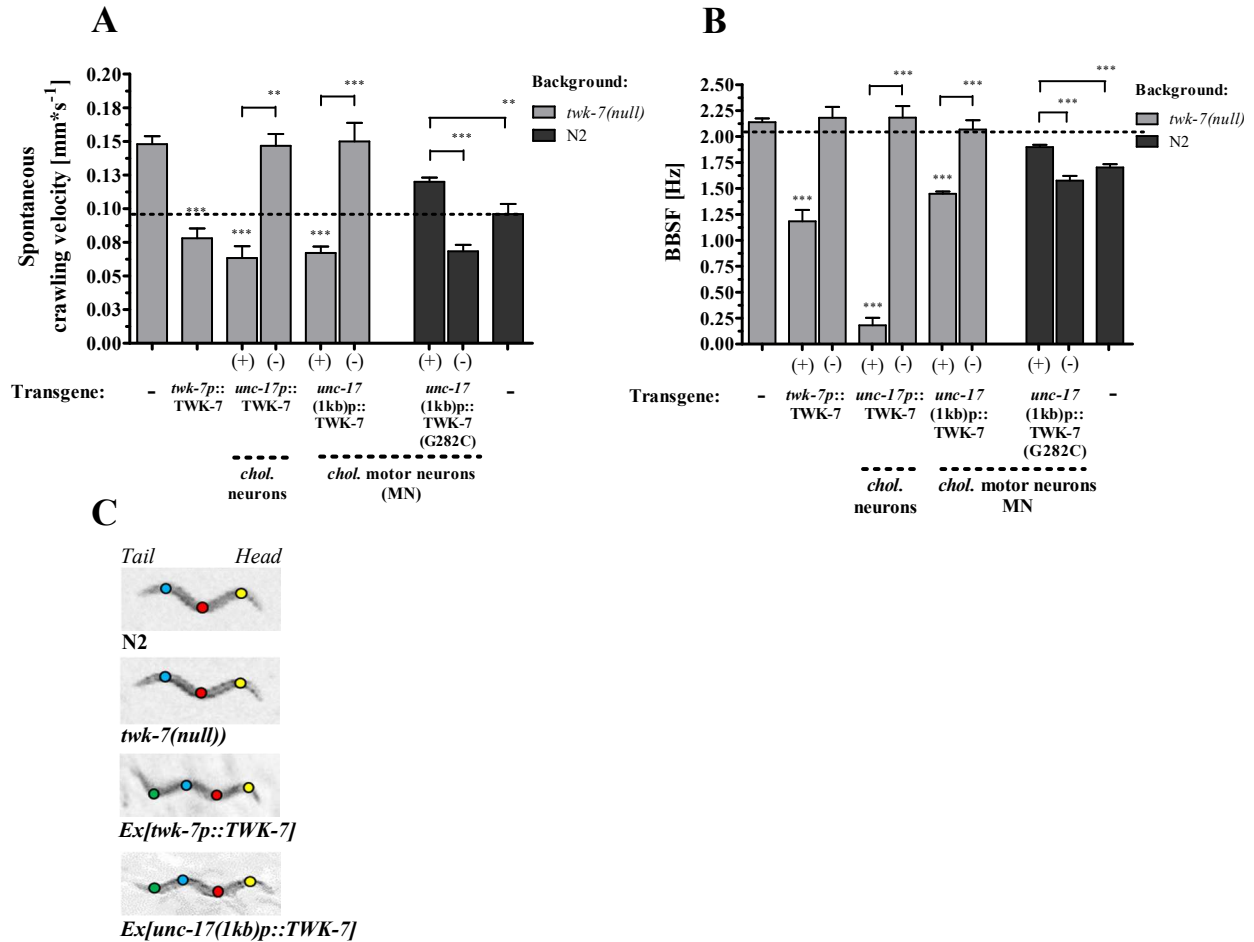 A
Spontaneous
crawling velocity [mm*s-1]
0.20
0.18
0.15
0.13
0.10
0.08
0.05
0.03
0.00
***
***
**
***
***
***
**
Background:
twk-7(null)
N2
(+) (-) (+) (-) (+) (-)
Transgene:
-
twk-7p::
TWK-7
unc-17p::
TWK-7
unc-17
(1kb)p::
TWK-7
unc-17
(1kb)p::
TWK-7
(G282C)
-
chol.
neurons
chol. motor neurons
(MN)
B
BBSF [Hz]
2.50
2.25
2.00
1.75
1.50
1.25
1.00
0.75
0.50
0.25
0.00
***
***
***
***
***
***
***
Background:
twk-7(null)
N2
(+) (-) (+) (-) (+) (-) (+) (-)
Transgene:
-
twk-7p::
TWK-7
unc-17p::
TWK-7
unc-17
(1kb)p::
TWK-7
unc-17
(1kb)p::
TWK-7
(G282C)
-
chol.
neurons
chol. motor neurons
MN
C
Tail Head
N2
twk-7(null))
Ex[twk-7p::TWK-7]
Ex[unc-17(1kb)p::TWK-7]